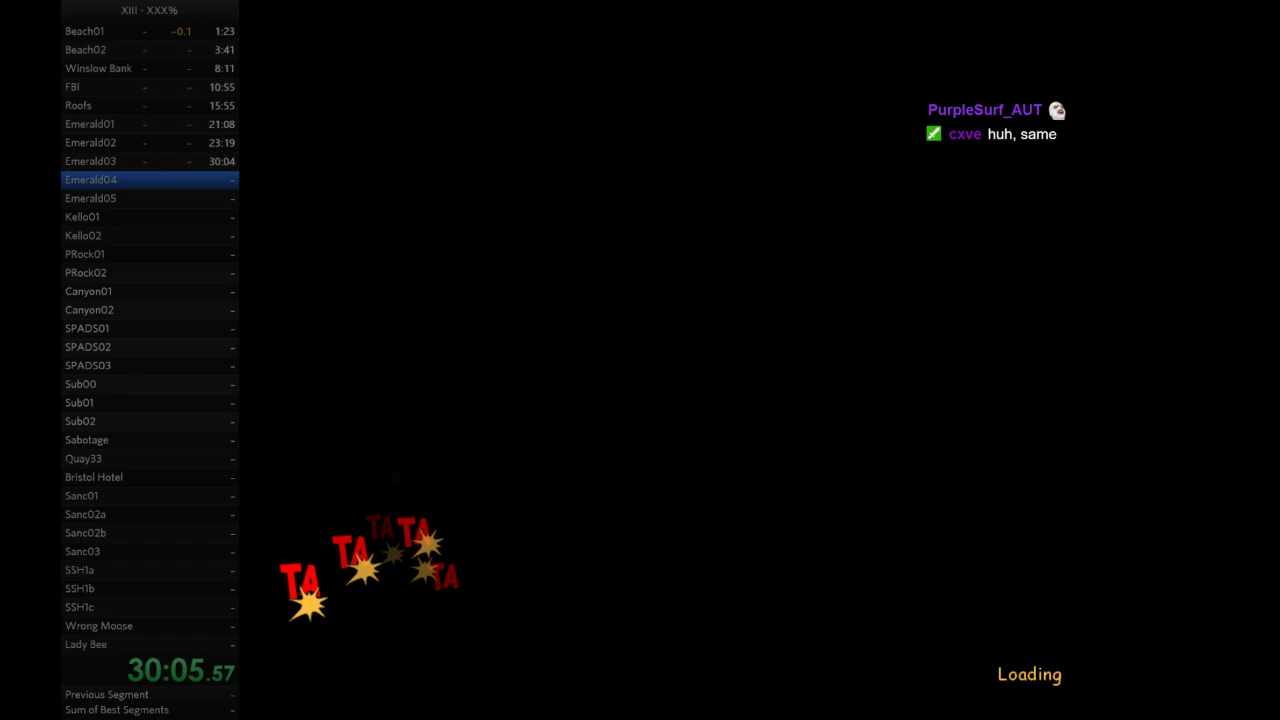 XIII - XXX%
Beach01 - −0.1 1:23
Beach02 - - 3:41
Winslow Bank - - 8:11
FBI - - 10:55
Roofs - - 15:55
Emerald01 - - 21:08
Emerald02 - - 23:19
Emerald03 - - 30:04
Emerald04 -
Emerald05 -
Kello01 -
Kello02 -
PRock01 -
PRock02 -
Canyon01 -
Canyon02 -
SPADS01 -
SPADS02 -
SPADS03 -
Sub00 -
Sub01 -
Sub02 -
Sabotage -
Quay33 -
Bristol Hotel -
Sanc01 -
Sanc02a -
Sanc02b -
Sanc03 -
SSH1a -
SSH1b -
SSH1c -
Wrong Moose -
Lady Bee -
30:05.57
Previous Segment -
Sum of Best Segments -
PurpleSurf_AUT
cxve huh, same
TA TA TA TA TA
Loading